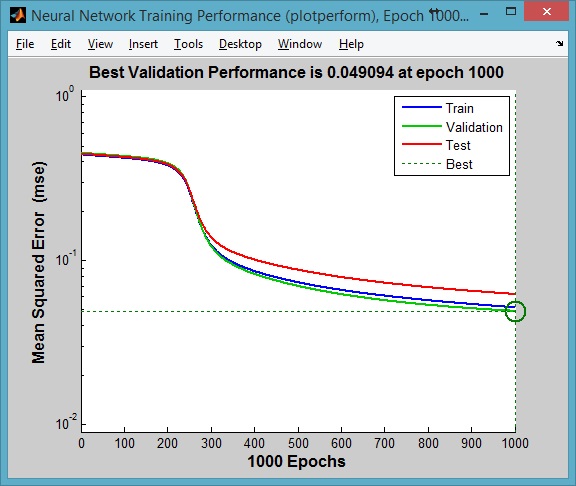 Neural Network Training Performance (plotperform), Epoch 1000...
File Edit View Insert Tools Desktop Window Help
Best Validation Performance is 0.049094 at epoch 1000
Mean Squared Error (mse)
10^0
10^-1
10^-2
Train
Validation
Test
Best
0 100 200 300 400 500 600 700 800 900 1000
1000 Epochs